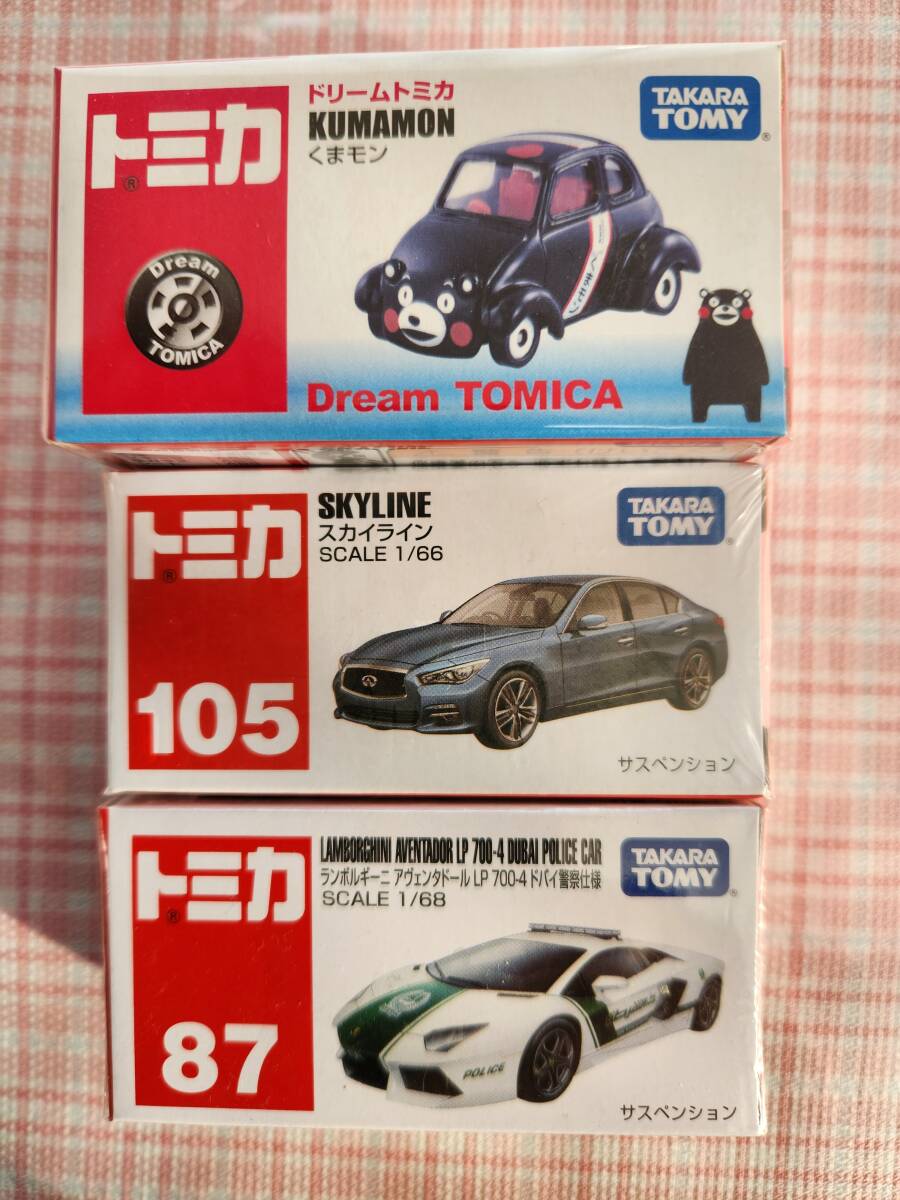 トミカ®
Dream
TOMICA
ドリームトミカ
KUMAMON
くまモン
TAKARA
TOMY®
Dream TOMICA
トミカ®
105
SKYLINE
スカイライン
SCALE 1/66
TAKARA
TOMY
サスペンション
トミカ®
87
LAMBORGHINI AVENTADOR LP 700-4 DUBAI POLICE CAR
ランボルギーニ アヴェンタドール LP 700-4 ドバイ警察仕様
SCALE 1/68
TAKARA
TOMY®
POLICE
サスペンション